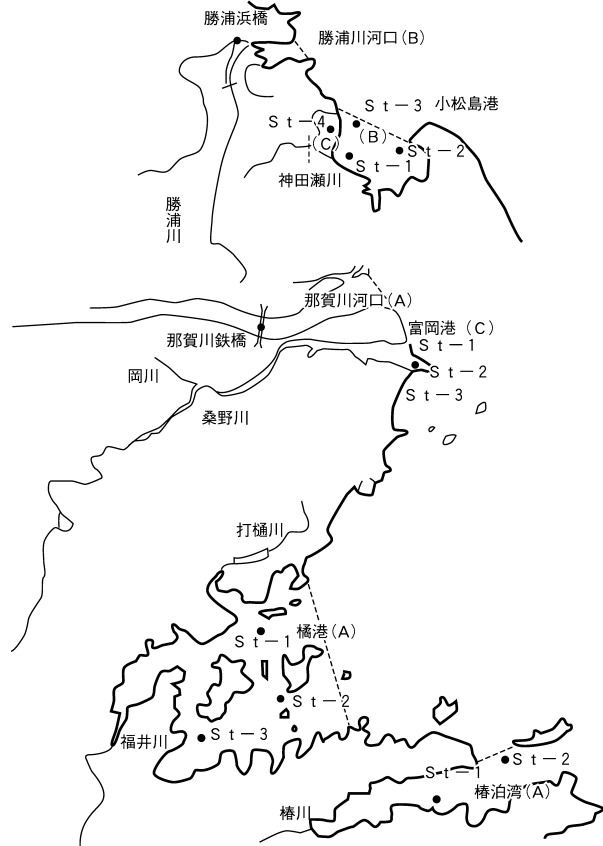 勝浦浜橋
勝浦川河口（B）
Ｓｔ－3 小松島港
Ｓｔ－4
（B）
（C）
Ｓｔ－2
Ｓｔ－1
神田瀬川
勝浦川
那賀川河口（A）
富岡港（C）
那賀川鉄橋
Ｓｔ－1
岡川
Ｓｔ－2
Ｓｔ－3
桑野川
打樋川
橘港（A）
Ｓｔ－1
Ｓｔ－2
福井川
Ｓｔ－3
Ｓｔ－2
Ｓｔ－1
椿泊湾（A）
椿川